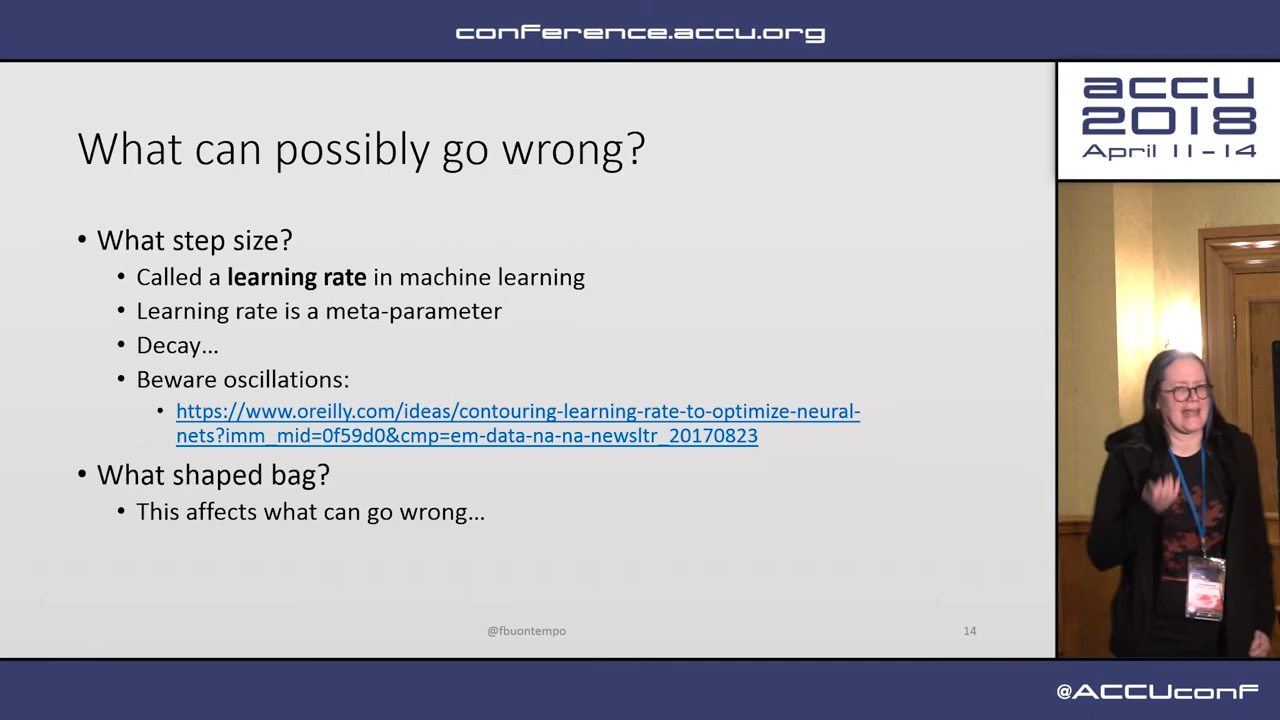 conference.accu.org
accu
2018
April 11-14
What can possibly go wrong?
• What step size?
• Called a learning rate in machine learning
• Learning rate is a meta-parameter
• Decay…
• Beware oscillations:
• https://www.oreilly.com/ideas/contouring-learning-rate-to-optimize-neural-
nets?imm_mid=0f59d0&cmp=em-data-na-na-newsltr_20170823
• What shaped bag?
• This affects what can go wrong…
@fbuontempo
14
@ACCUconf